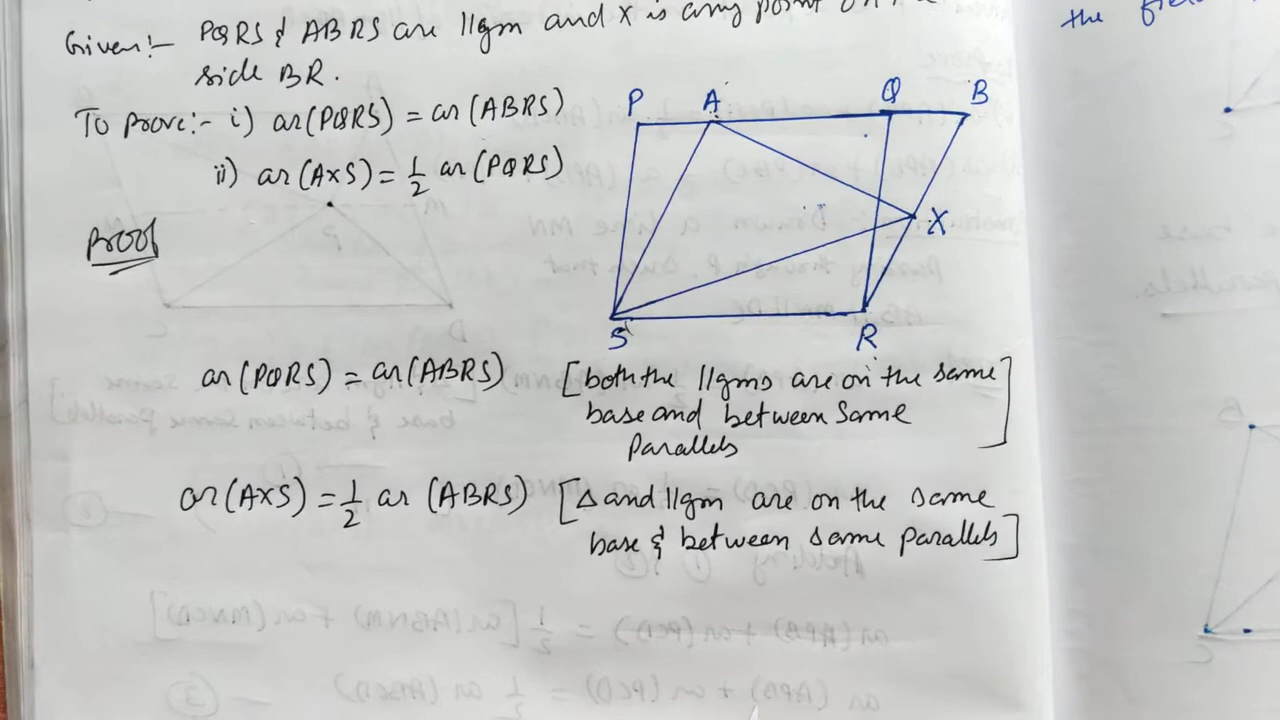 Given:- PQRS & ABRS are ||gm and X is any point on
side BR.
To Prove:- i) ar(PQRS) = ar(ABRS)
ii) ar(AXS) = 1/2 ar(PQRS)
Proof
P A Q B
X
S R
ar(PQRS) = ar(ABRS) [both the ||gms are on the same
base and between same
parallels]
ar(AXS) = 1/2 ar (ABRS) [Δ and ||gm are on the same
base & between same parallels]
the
B
C